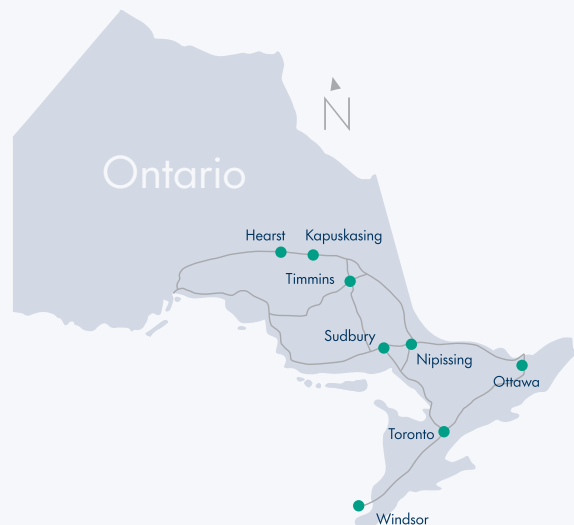 N
Ontario
Hearst
Kapuskasing
Timmins
Sudbury
Nipissing
Ottawa
Toronto
Windsor